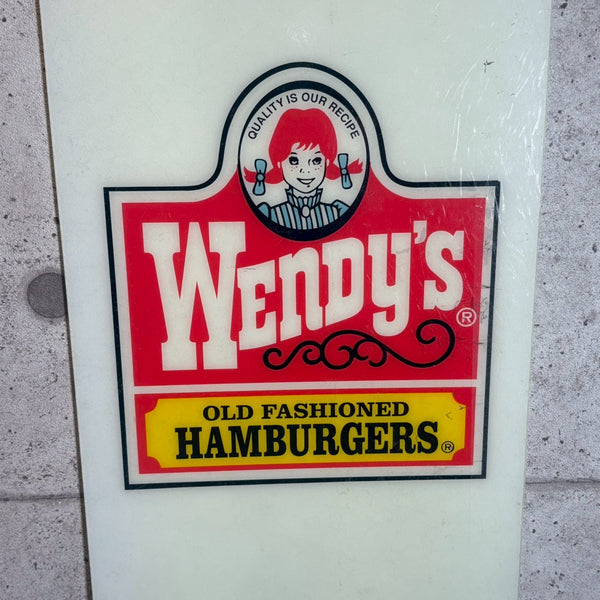 QUALITY IS OUR RECIPE
WENDY'S ®
OLD FASHIONED
HAMBURGERS ®